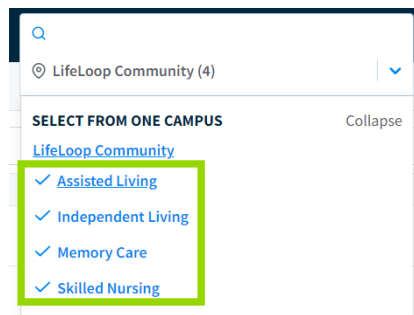 LifeLoop Community (4)
SELECT FROM ONE CAMPUS Collapse
LifeLoop Community
Assisted Living
Independent Living
Memory Care
Skilled Nursing